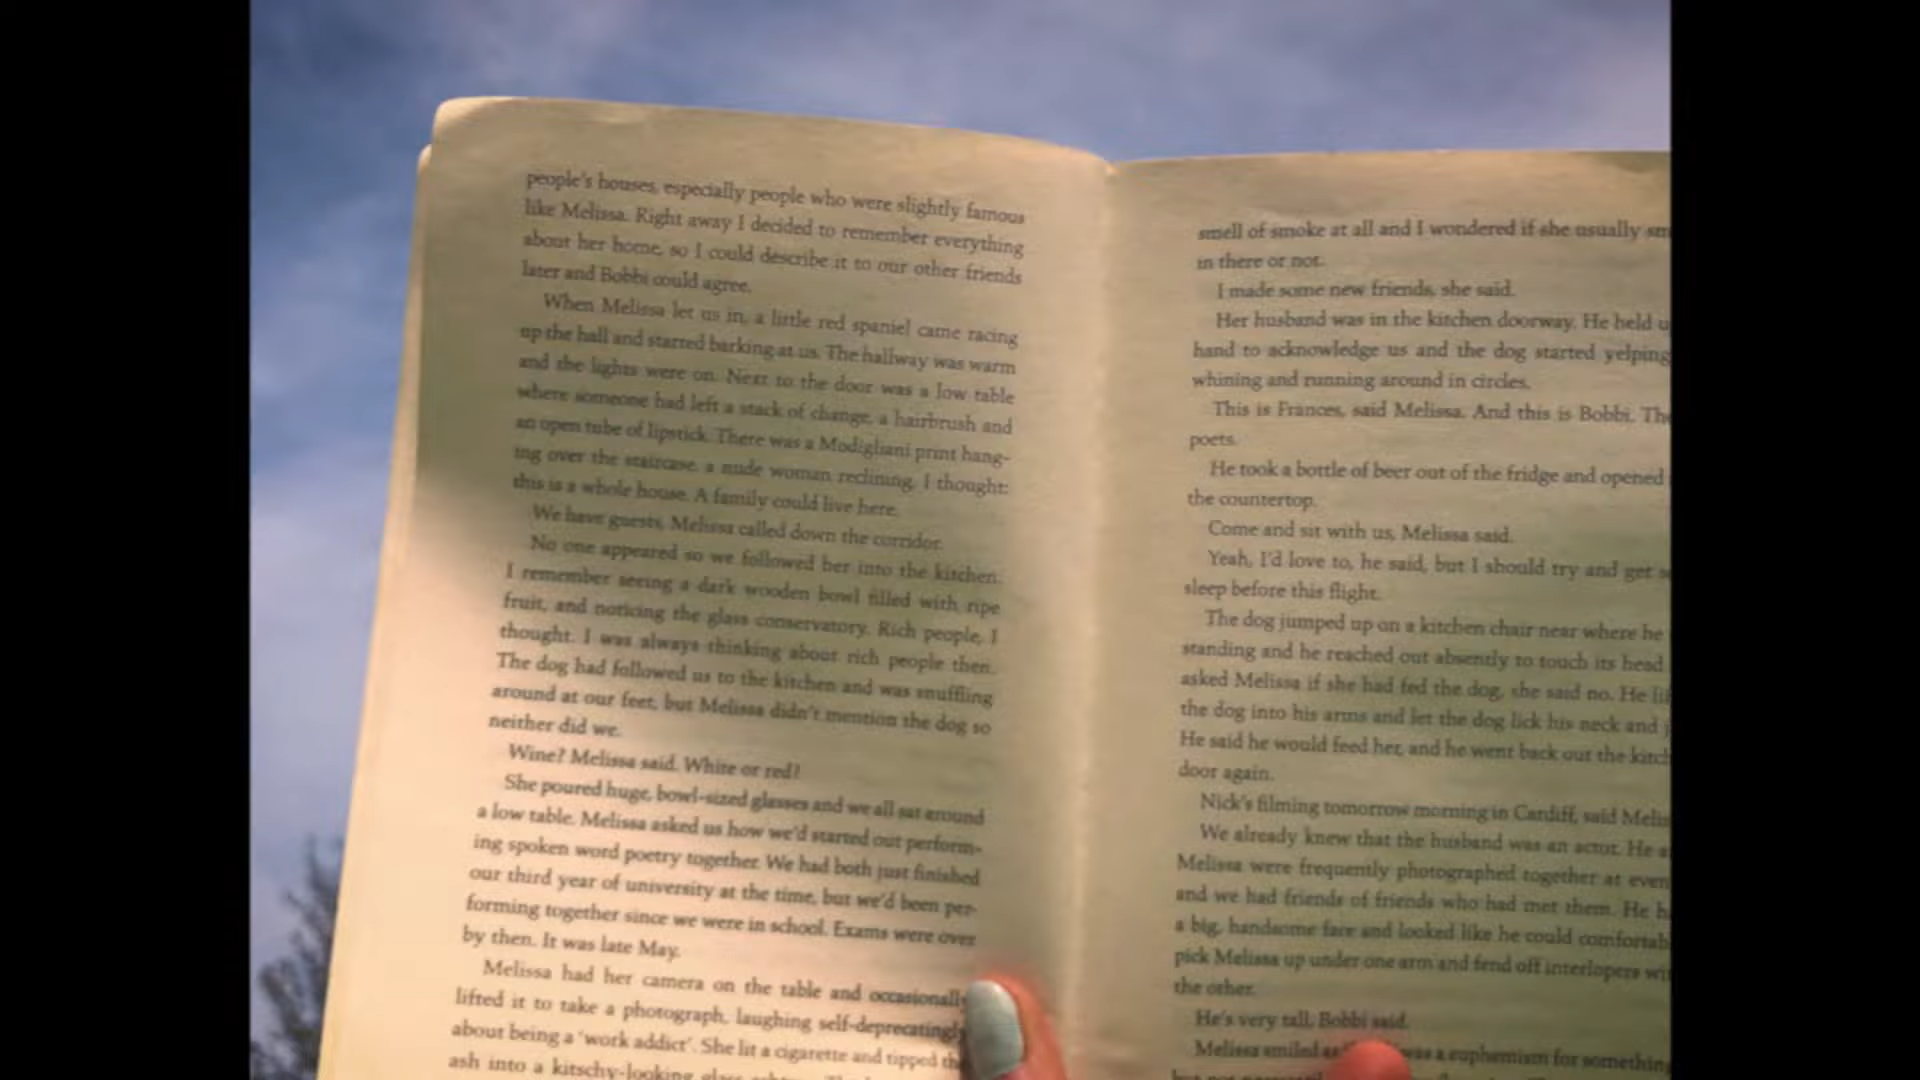 people's houses, especially people who were slightly famous
like Melissa. Right away I decided to remember everything
about her home, so I could describe it to our other friends
later and Bobbi could agree.
When Melissa let us in, a little red spaniel came racing
up the hall and started barking at us. The hallway was warm
and the lights were on. Next to the door was a low table
where someone had left a stack of change, a hairbrush and
an open tube of lipstick. There was a Modigliani print hang-
ing over the staircase, a nude woman reclining. I thought:
this is a whole house. A family could live here.
We have guests, Melissa called down the corridor.
No one appeared so we followed her into the kitchen.
I remember seeing a dark wooden bowl filled with ripe
fruit, and noticing the glass conservatory. Rich people, I
thought. I was always thinking about rich people then.
The dog had followed us to the kitchen and was snuffling
around at our feet, but Melissa didn't mention the dog so
neither did we.
Wine? Melissa said. White or red?
She poured huge, bowl-sized glasses and we all sat around
a low table. Melissa asked us how we'd started out perform-
ing spoken word poetry together. We had both just finished
our third year of university at the time, but we'd been per-
forming together since we were in school. Exams were over
by then. It was late May.
Melissa had her camera on the table and occasionally
lifted it to take a photograph, laughing self-deprecatingly
about being a 'work addict'. She lit a cigarette and tipped the
ash into a kitschy-looking glass
smell of smoke at all and I wondered if she usually
in there or not.
I made some new friends, she said.
Her husband was in the kitchen doorway. He held
hand to acknowledge us and the dog started yelping
whining and running around in circles.
This is Frances, said Melissa. And this is Bobbi.
poets.
He took a bottle of beer out of the fridge and opened
the countertop.
Come and sit with us, Melissa said.
Yeah, I'd love to, he said, but I should try and get
sleep before this flight.
The dog jumped up on a kitchen chair near where he
standing and he reached out absently to touch its head.
asked Melissa if she had fed the dog, she said no. He
the dog into his arms and let the dog lick his neck and
He said he would feed her, and he went back out the
door again.
Nick's filming tomorrow morning in Cardiff, said
We already knew that the husband was an actor. He
Melissa were frequently photographed together at
and we had friends of friends who had met them. He
a big, handsome face and looked like he could
pick Melissa up under one arm and fend off interlopers
the other.
He's very tall, Bobbi said.
Melissa smiled as was a euphemism for something